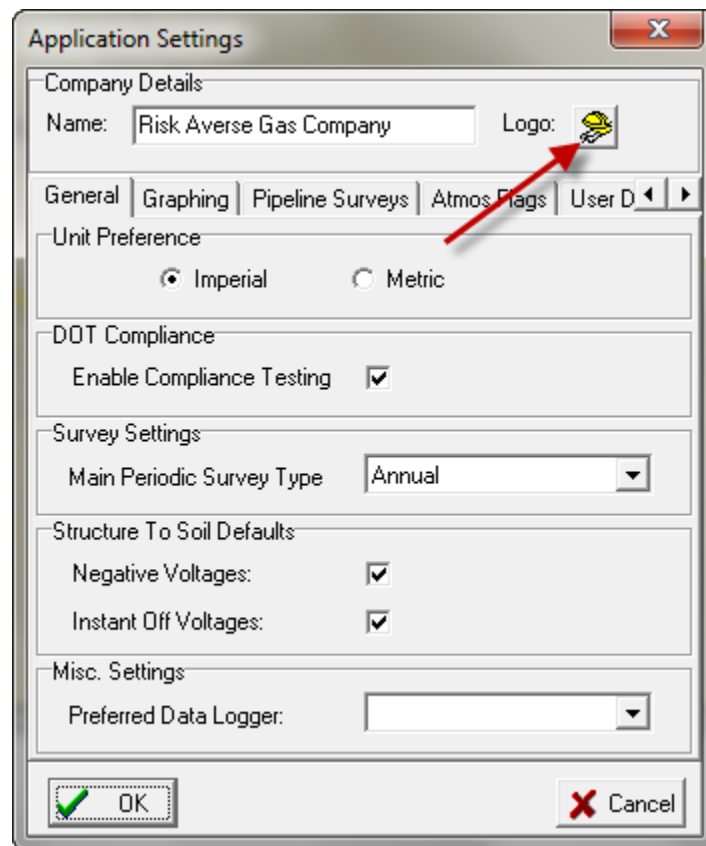 Application Settings
Company Details
Name: Risk Averse Gas Company Logo:
General Graphing Pipeline Surveys Atmos Flags User D
Unit Preference
Imperial Metric
DOT Compliance
Enable Compliance Testing
Survey Settings
Main Periodic Survey Type Annual
Structure To Soil Defaults
Negative Voltages:
Instant Off Voltages:
Misc. Settings
Preferred Data Logger:
OK Cancel